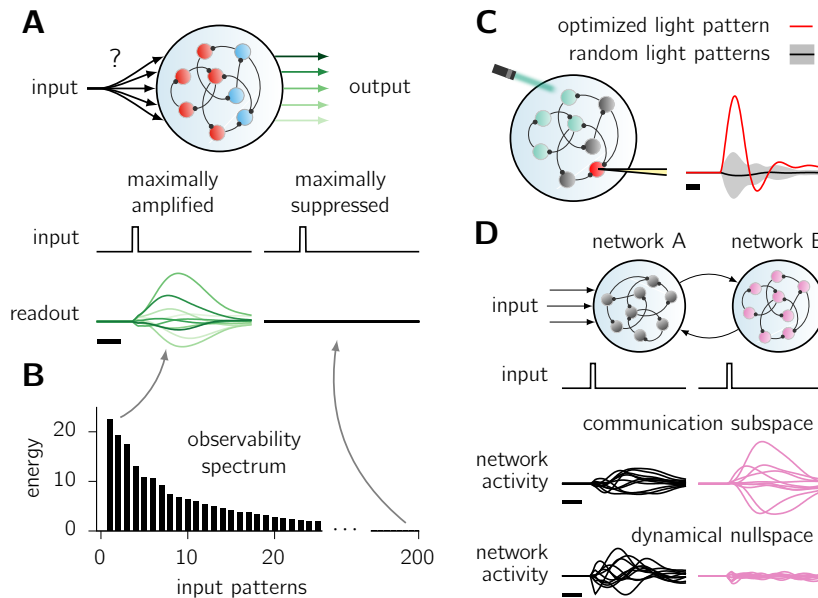 A
?
input
output
maximally
amplified
maximally
suppressed
input
readout
B
energy
20
10
0
observability
spectrum
...
0
10
20
200
input patterns
C
optimized light pattern
random light patterns
D
network A
network B
input
input
communication subspace
network
activity
dynamical nullspace
network
activity